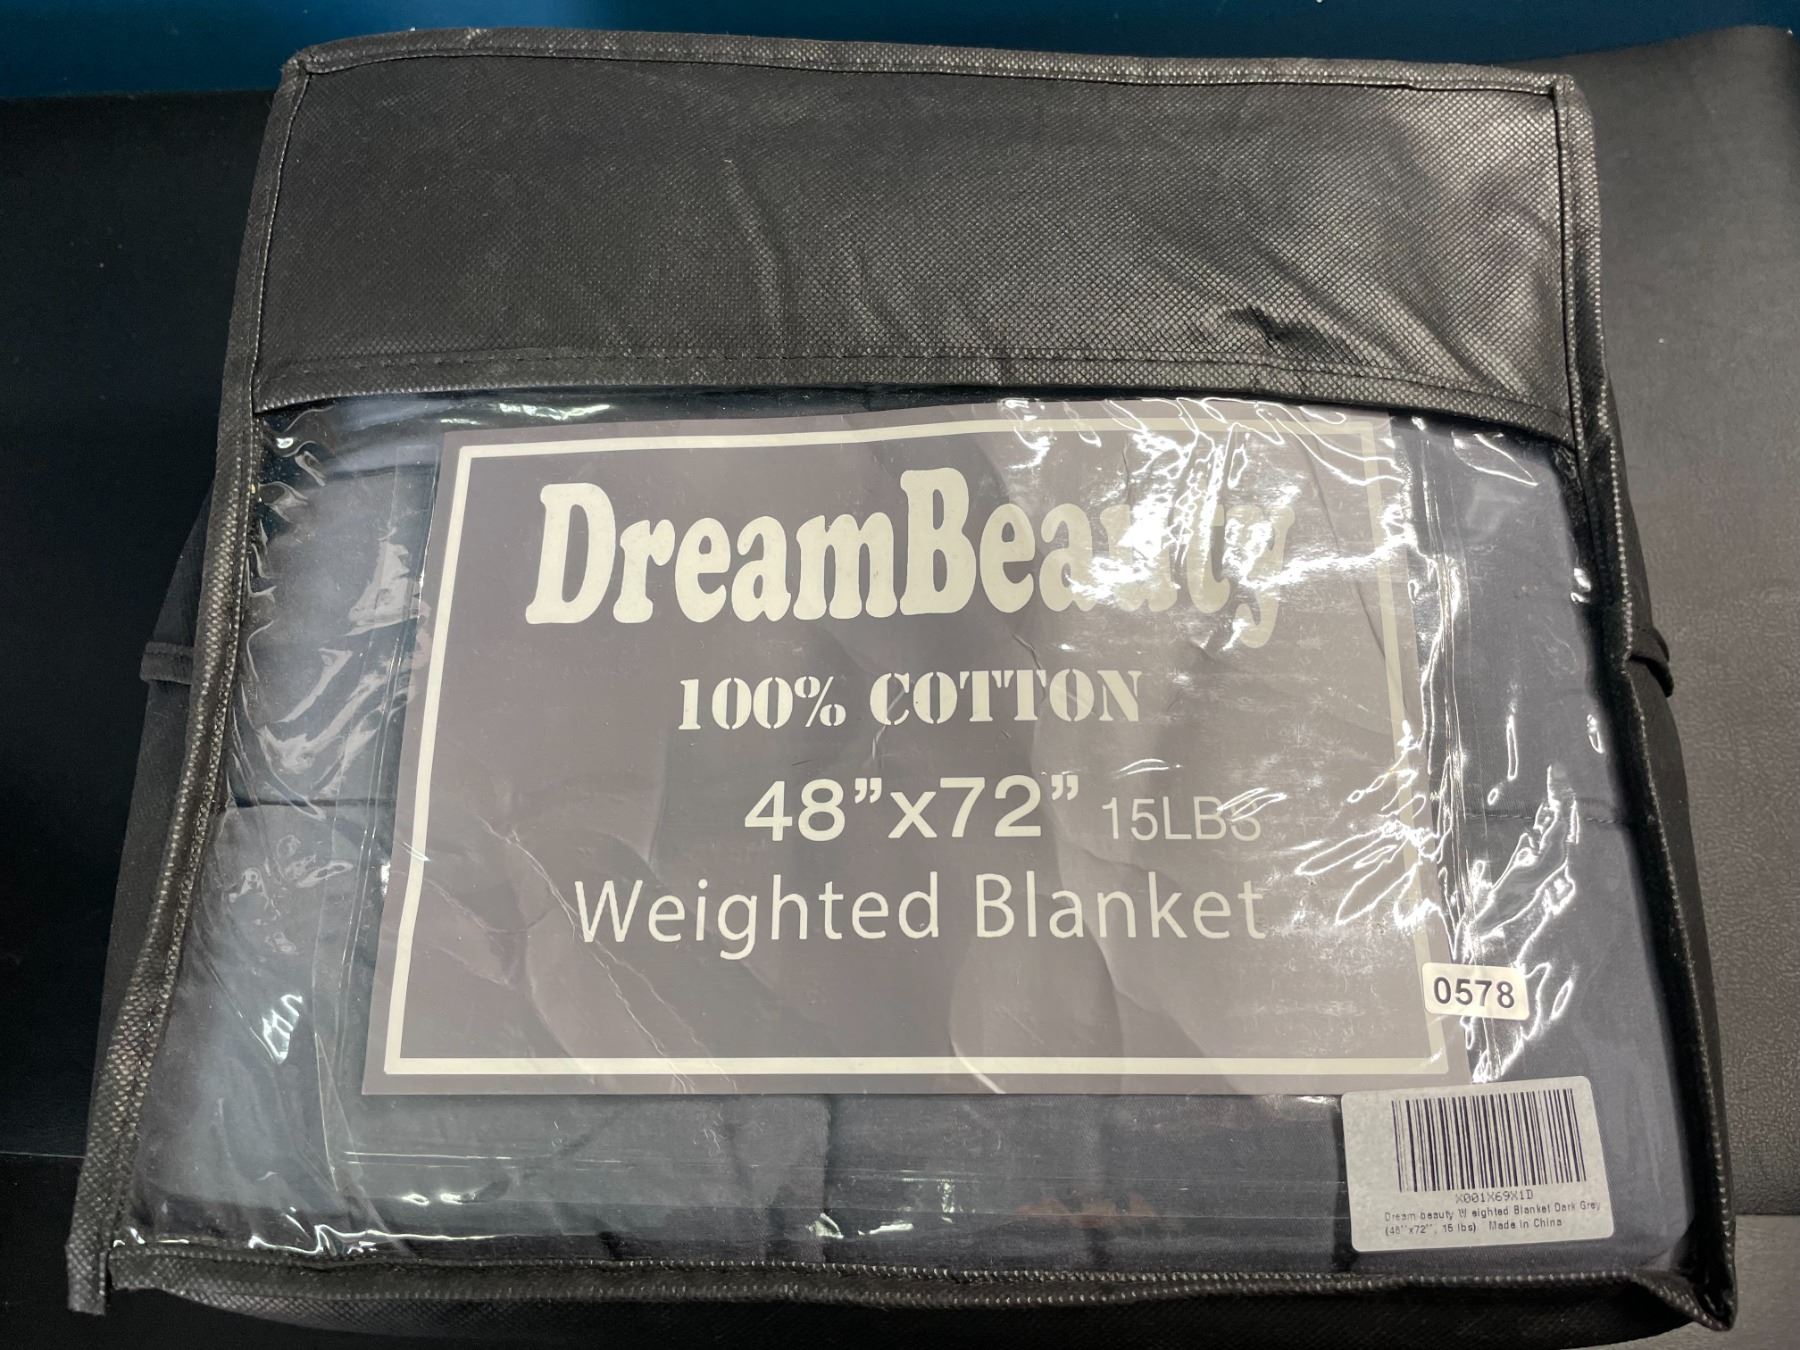 DreamBeauty
100% COTTON
48”x72” 15LBS
Weighted Blanket
0578
X001X69X1D
Dream beauty W eighted Blanket Dark Grey
(48''x72'', 15 lbs) Made in China